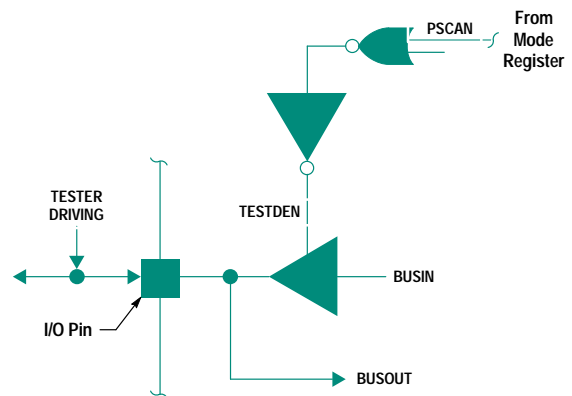 PSCAN
From
Mode
Register
TESTDEN
TESTER
DRIVING
BUSIN
I/O Pin
BUSOUT